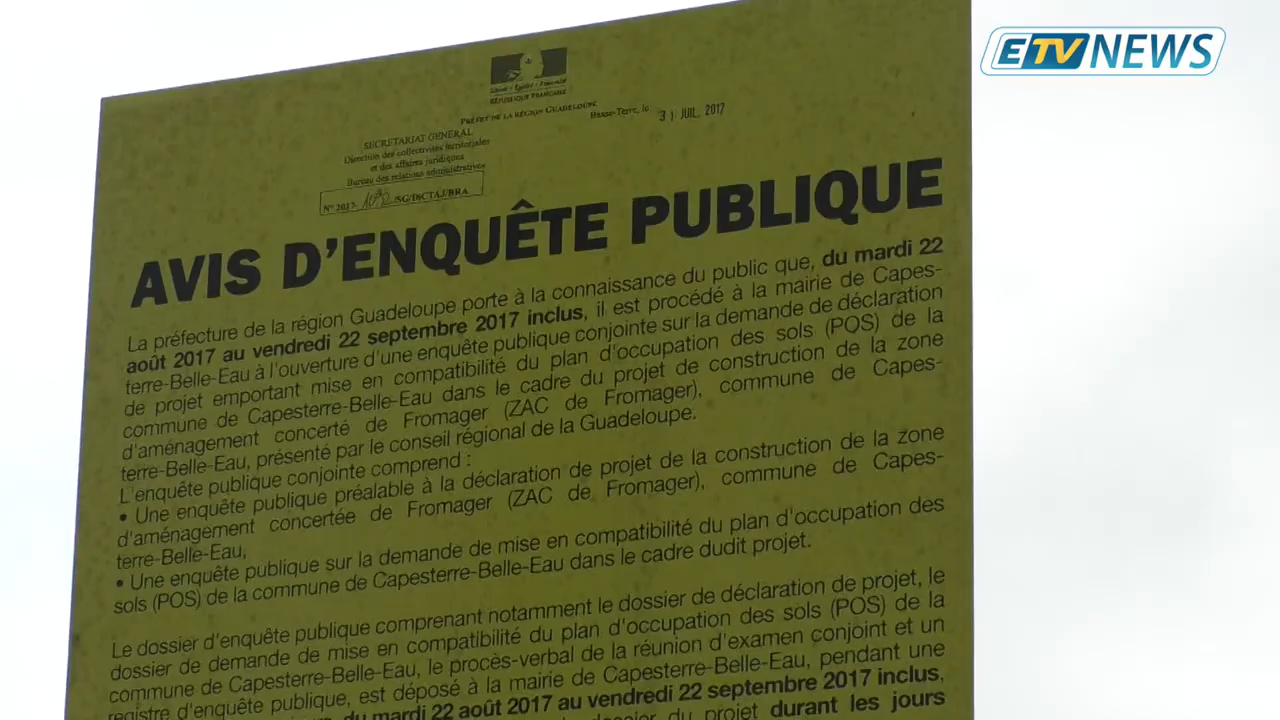 ETV NEWS
Liberté • Égalité • Fraternité
RÉPUBLIQUE FRANÇAISE
PRÉFET DE LA RÉGION GUADELOUPE
Basse-Terre, le 31 JUIL. 2017
SECRETARIAT GENERAL
Direction des collectivités territoriales
et des affaires juridiques
Bureau des relations administratives
N° 2017- /SG/DiCTAJ/BRA
AVIS D'ENQUÊTE PUBLIQUE
La préfecture de la région Guadeloupe porte à la connaissance du public que, du mardi 22
août 2017 au vendredi 22 septembre 2017 inclus, il est procédé à la mairie de Capes-
terre-Belle-Eau à l'ouverture d'une enquête publique conjointe sur la demande de déclaration
de projet emportant mise en compatibilité du plan d'occupation des sols (POS) de la
commune de Capesterre-Belle-Eau dans le cadre du projet de construction de la zone
d'aménagement concerté de Fromager (ZAC de Fromager), commune de Capes-
terre-Belle-Eau, présenté par le conseil régional de la Guadeloupe.
L'enquête publique conjointe comprend :
• Une enquête publique préalable à la déclaration de projet de la construction de la zone
d'aménagement concertée de Fromager (ZAC de Fromager), commune de Capes-
terre-Belle-Eau,
• Une enquête publique sur la demande de mise en compatibilité du plan d'occupation des
sols (POS) de la commune de Capesterre-Belle-Eau dans le cadre dudit projet.
Le dossier d'enquête publique comprenant notamment le dossier de déclaration de projet, le
dossier de demande de mise en compatibilité du plan d'occupation des sols (POS) de la
commune de Capesterre-Belle-Eau, le procès-verbal de la réunion d'examen conjoint et un
registre d'enquête publique, est déposé à la mairie de Capesterre-Belle-Eau, pendant une
du mardi 22 août 2017 au vendredi 22 septembre 2017 inclus,
dossier du projet durant les jours